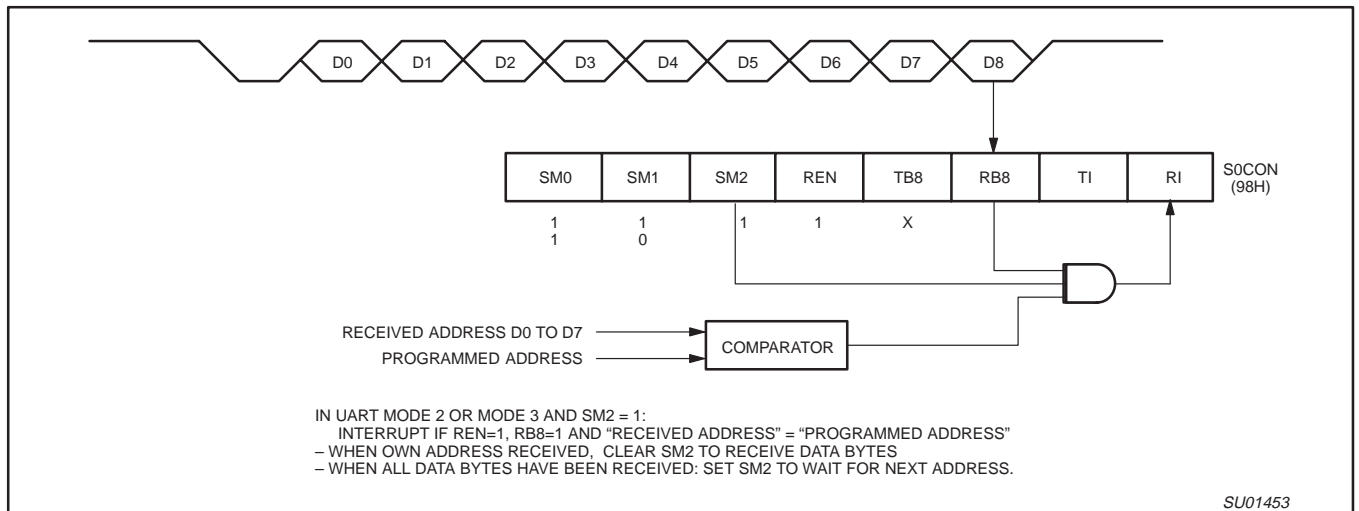 D0 D1 D2 D3 D4 D5 D6 D7 D8
SM0 SM1 SM2 REN TB8 RB8 TI RI
S0CON
(98H)
1 1 1 1 X
1 0
RECEIVED ADDRESS D0 TO D7
PROGRAMMED ADDRESS
COMPARATOR
IN UART MODE 2 OR MODE 3 AND SM2 = 1:
INTERRUPT IF REN=1, RB8=1 AND “RECEIVED ADDRESS” = “PROGRAMMED ADDRESS”
– WHEN OWN ADDRESS RECEIVED, CLEAR SM2 TO RECEIVE DATA BYTES
– WHEN ALL DATA BYTES HAVE BEEN RECEIVED: SET SM2 TO WAIT FOR NEXT ADDRESS.
SU01453